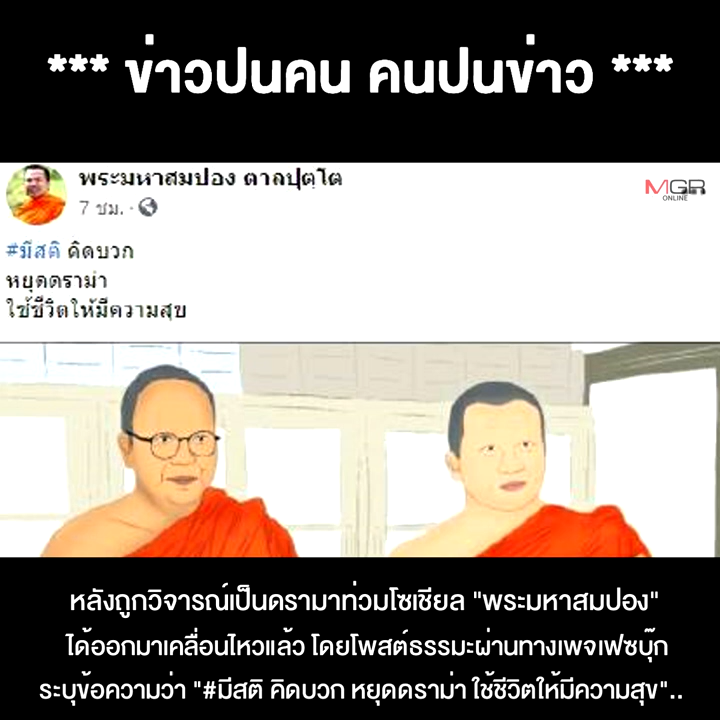 *** ข่าวปนคน คนปนข่าว ***
พระมหาสมปอง ตาลปุตฺโต
7 ชม. ·
MGR
ONLINE
#มีสติ คิดบวก
หยุดดราม่า
ใช้ชีวิตให้มีความสุข
หลังถูกวิจารณ์เป็นดรามาท่วมโซเชียล "พระมหาสมปอง"
ได้ออกมาเคลื่อนไหวแล้ว โดยโพสต์ธรรมะผ่านทางเพจเฟซบุ๊ก
ระบุข้อความว่า "#มีสติ คิดบวก หยุดดราม่า ใช้ชีวิตให้มีความสุข"..